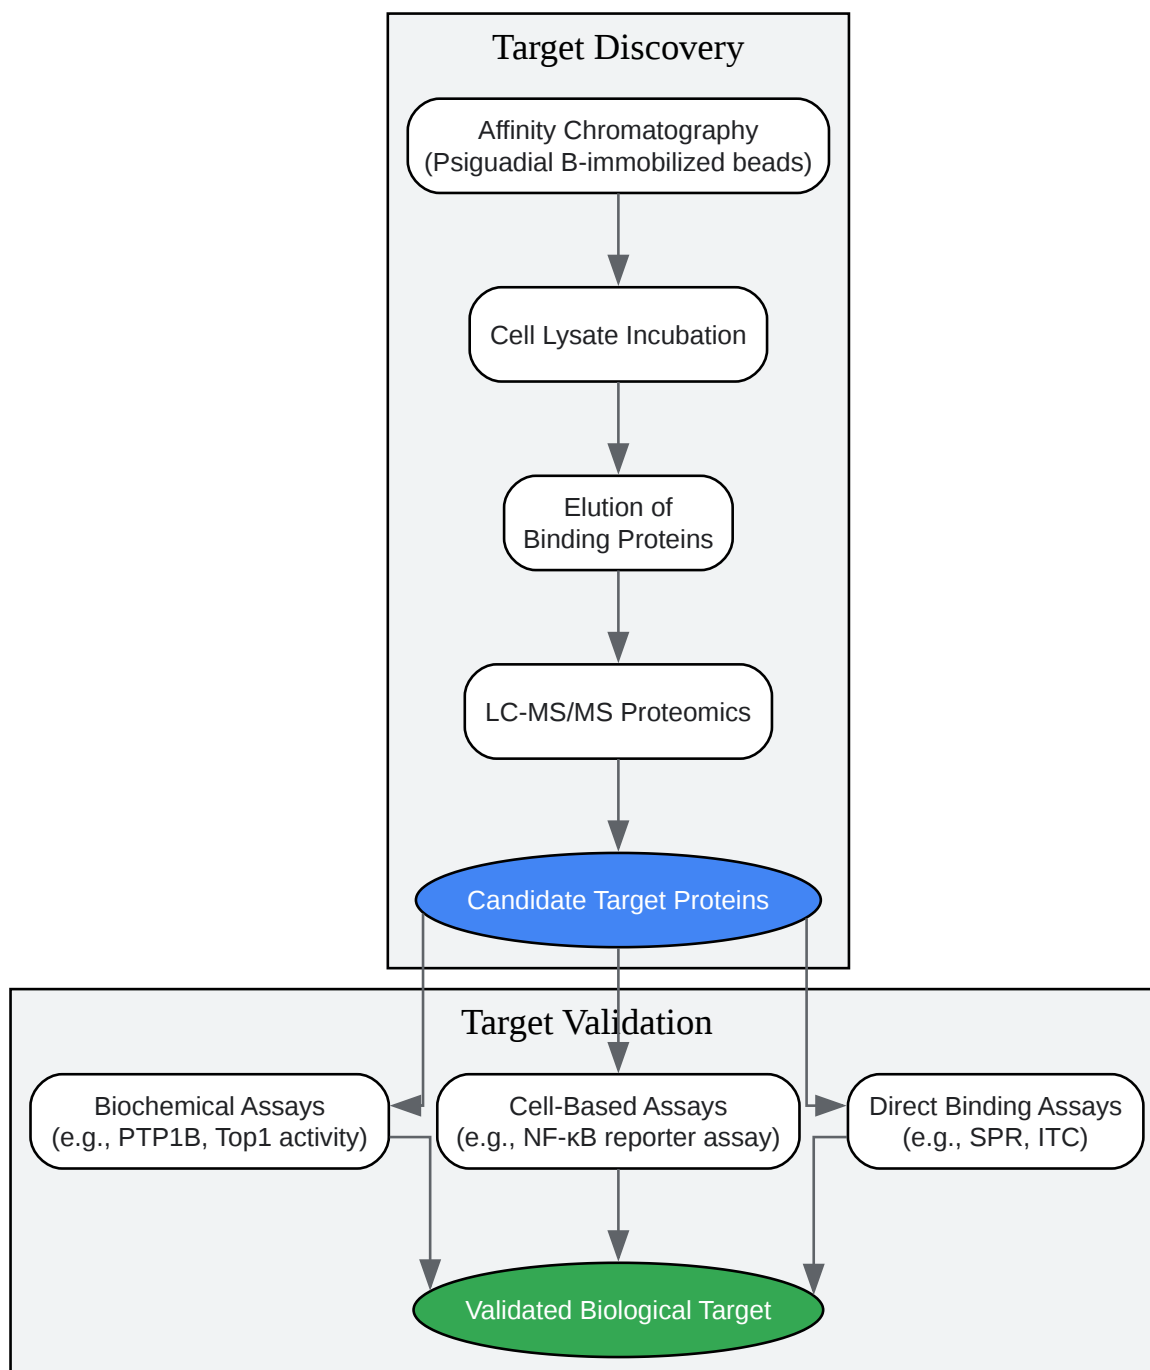 Target Discovery
Affinity Chromatography
(Psiguadial B-immobilized beads)
Cell Lysate Incubation
Elution of
Binding Proteins
LC-MS/MS Proteomics
Candidate Target Proteins
Target Validation
Biochemical Assays
(e.g., PTP1B, Top1 activity)
Cell-Based Assays
(e.g., NF-κB reporter assay)
Direct Binding Assays
(e.g., SPR, ITC)
Validated Biological Target